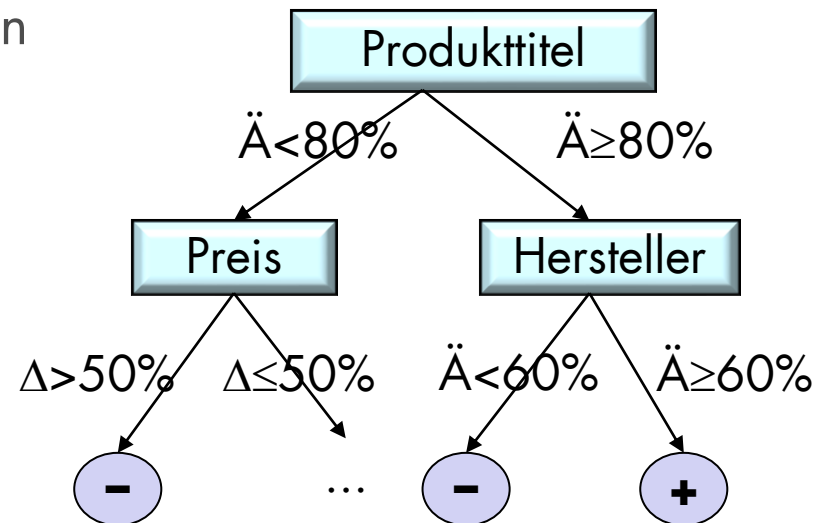 n
Produkttitel
Ä<80% Ä≥80%
Preis Hersteller
Δ>50% Δ≤50% Ä<60% Ä≥60%
- ... - +